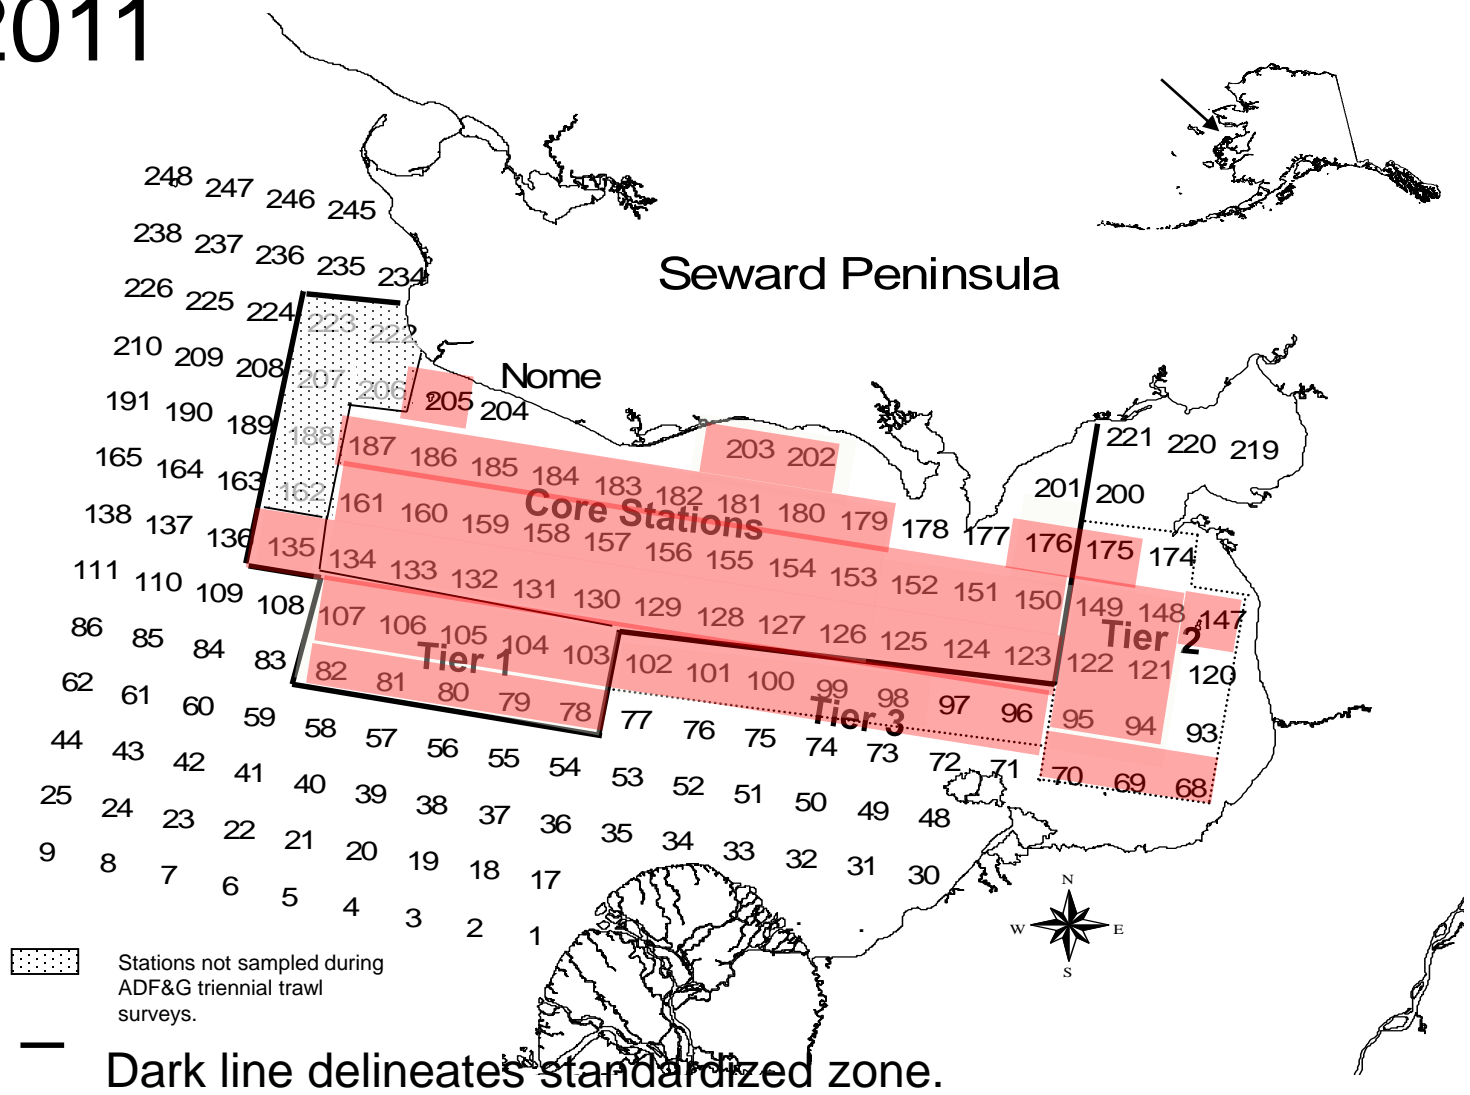 2011
Seward Peninsula
Nome
248 247 246 245
238 237 236 235 234
226 225 224 223 222
210 209 208 207 206 205 204
191 190 189 188 187 186 185 184 183 182 181 180 179 178 177 176 175 174
203 202
221 220 219
201 200
165 164 163 162 161 160 159 158 157 156 155 154 153 152 151 150 149 148 147
Core Stations
138 137 136 135 134 133 132 131 130 129 128 127 126 125 124 123 122 121 120
Tier 2
111 110 109 108 107 106 105 104 103 102 101 100 99 98 97 96 95 94 93
Tier 1
Tier 3
86 85 84 83 82 81 80 79 78 77 76 75 74 73 72 71 70 69 68
62 61 60 59 58 57 56 55 54 53 52 51 50 49 48
44 43 42 41 40 39 38 37 36 35 34 33 32 31 30
25 24 23 22 21 20 19 18 17
9 8 7 6 5 4 3 2 1
N
W E
S
Stations not sampled during
ADF&G triennial trawl
surveys.
Dark line delineates standardized zone.